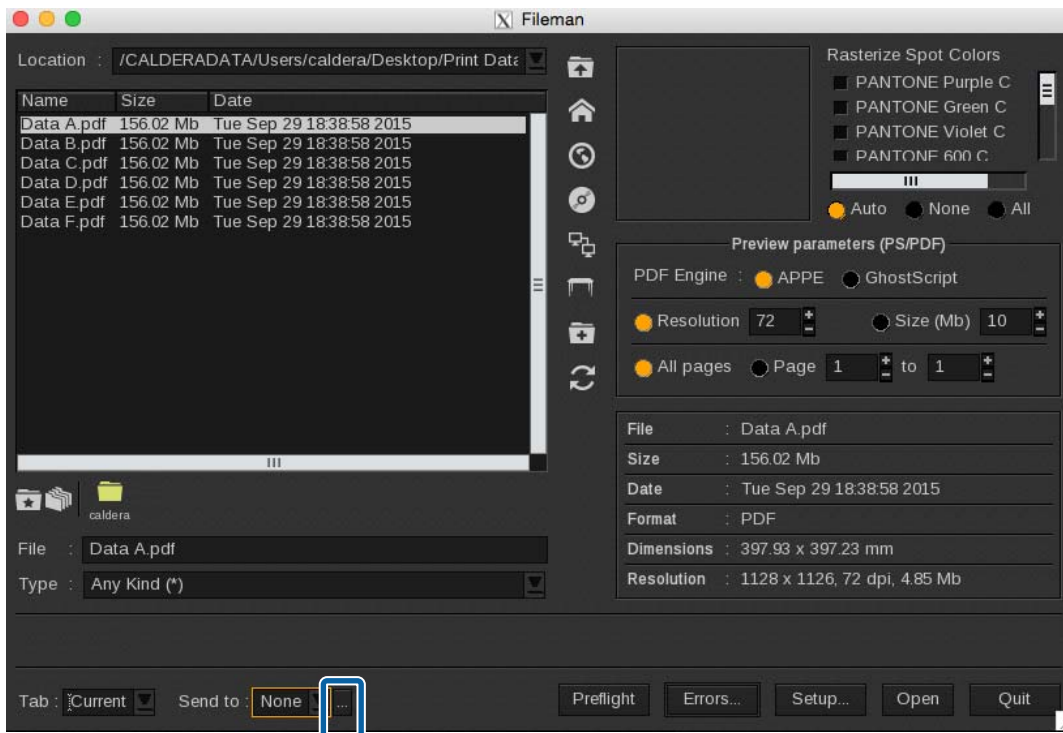 Fileman
Location : /CALDERADATA/Users/caldera/Desktop/Print Data
Name Size Date
Data A.pdf 156.02 Mb Tue Sep 29 18:38:58 2015
Data B.pdf 156.02 Mb Tue Sep 29 18:38:58 2015
Data C.pdf 156.02 Mb Tue Sep 29 18:38:58 2015
Data D.pdf 156.02 Mb Tue Sep 29 18:38:58 2015
Data E.pdf 156.02 Mb Tue Sep 29 18:38:58 2015
Data F.pdf 156.02 Mb Tue Sep 29 18:38:58 2015
caldera
File : Data A.pdf
Type : Any Kind (*)
Rasterize Spot Colors
PANTONE Purple C
PANTONE Green C
PANTONE Violet C
PANTONE 600 C
Auto None All
Preview parameters (PS/PDF)
PDF Engine : APPE GhostScript
Resolution 72 Size (Mb) 10
All pages Page 1 to 1
File : Data A.pdf
Size : 156.02 Mb
Date : Tue Sep 29 18:38:58 2015
Format : PDF
Dimensions : 397.93 x 397.23 mm
Resolution : 1128 x 1126, 72 dpi, 4.85 Mb
Tab : Current Send to : None ... Preflight Errors... Setup... Open Quit